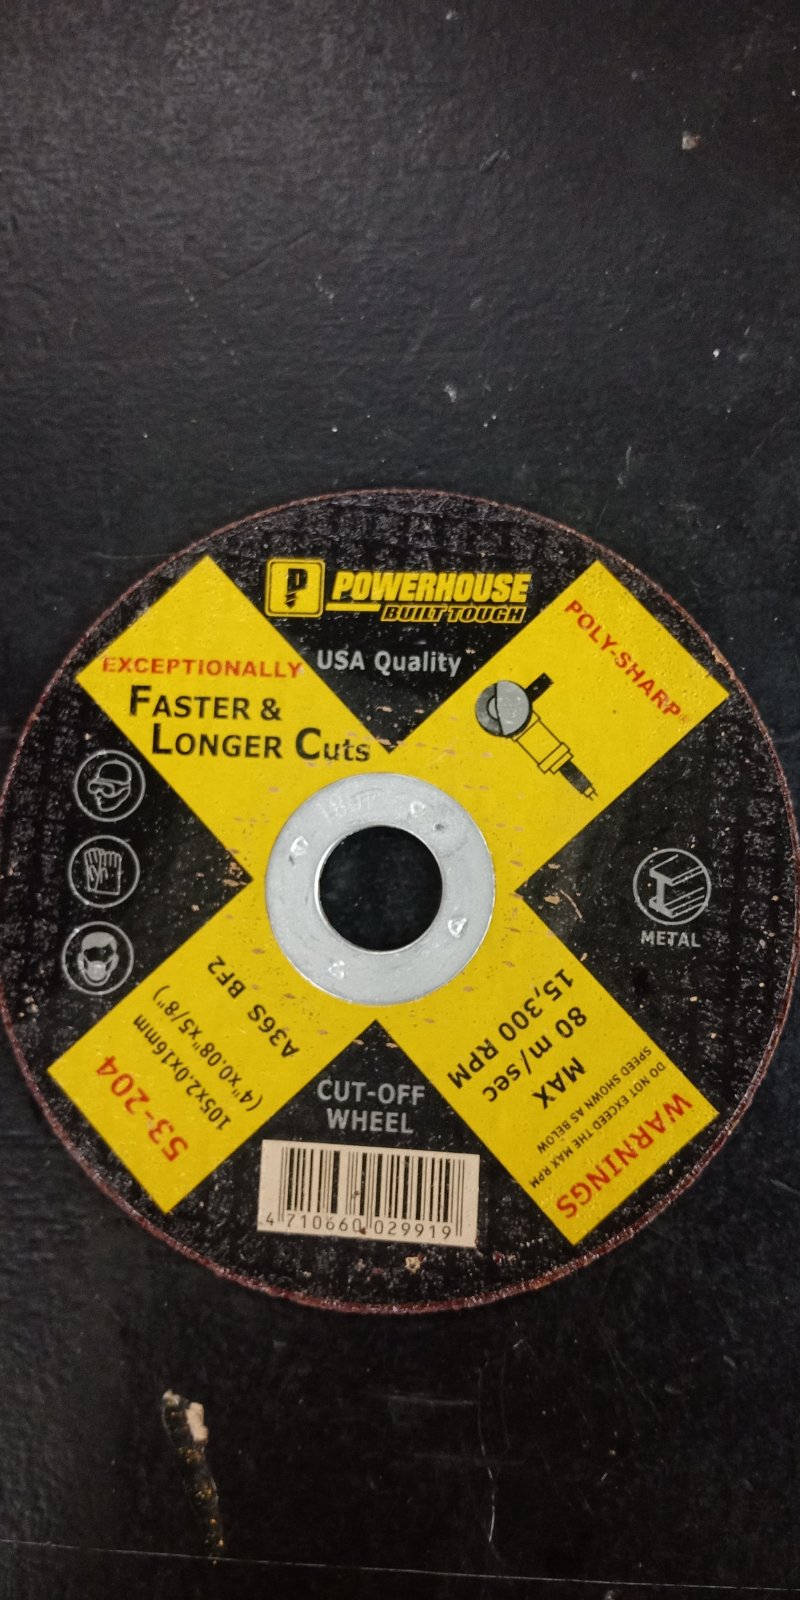 P
POWERHOUSE
BUILT TOUGH
USA Quality
EXCEPTIONALLY
FASTER &
LONGER Cuts
POLY-SHARP®
METAL
WARNINGS
DO NOT EXCEED THE MAX RPM
SPEED SHOWN AS BELOW
MAX
80 m/sec
15,300 RPM
A36S BF2
105x2.0x16mm
(4"x0.08"x5/8")
53-204
CUT-OFF
WHEEL
4 710660 029919